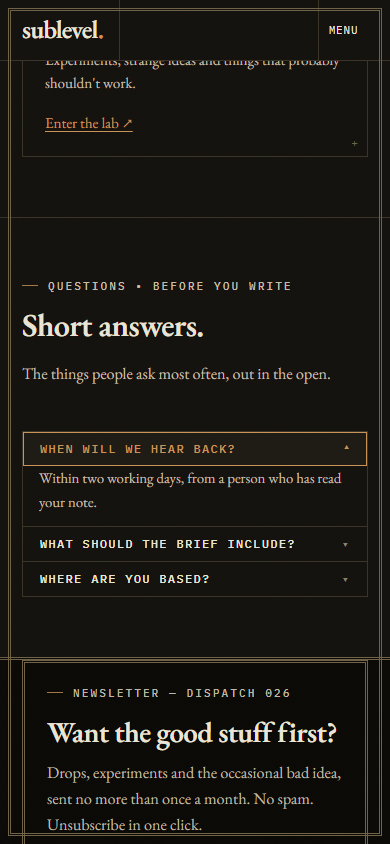 sublevel.
MENU
Experiments, strange ideas and things that probably
shouldn't work.
Enter the lab ↗
+
QUESTIONS ▪ BEFORE YOU WRITE
Short answers.
The things people ask most often, out in the open.
WHEN WILL WE HEAR BACK?
Within two working days, from a person who has read
your note.
WHAT SHOULD THE BRIEF INCLUDE?
WHERE ARE YOU BASED?
NEWSLETTER — DISPATCH 026
Want the good stuff first?
Drops, experiments and the occasional bad idea,
sent no more than once a month. No spam.
Unsubscribe in one click.